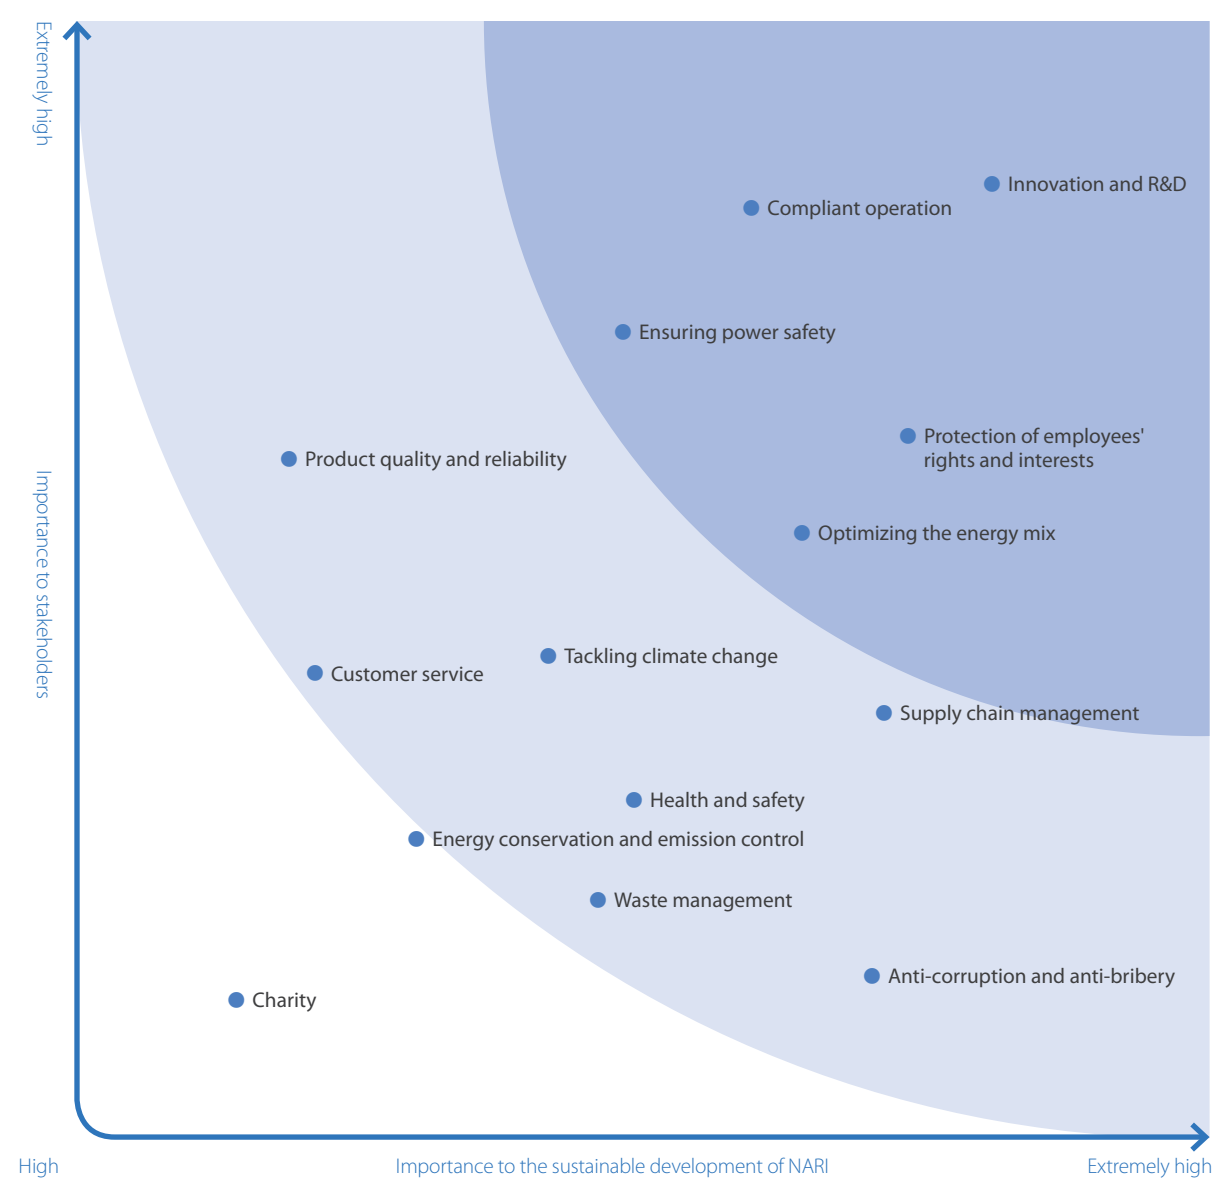 Extremely high
Innovation and R&D
Compliant operation
Ensuring power safety
Protection of employees'
rights and interests
Product quality and reliability
Importance to stakeholders
Optimizing the energy mix
Tackling climate change
Customer service
Supply chain management
Health and safety
Energy conservation and emission control
Waste management
Anti-corruption and anti-bribery
Charity
High
Importance to the sustainable development of NARI
Extremely high